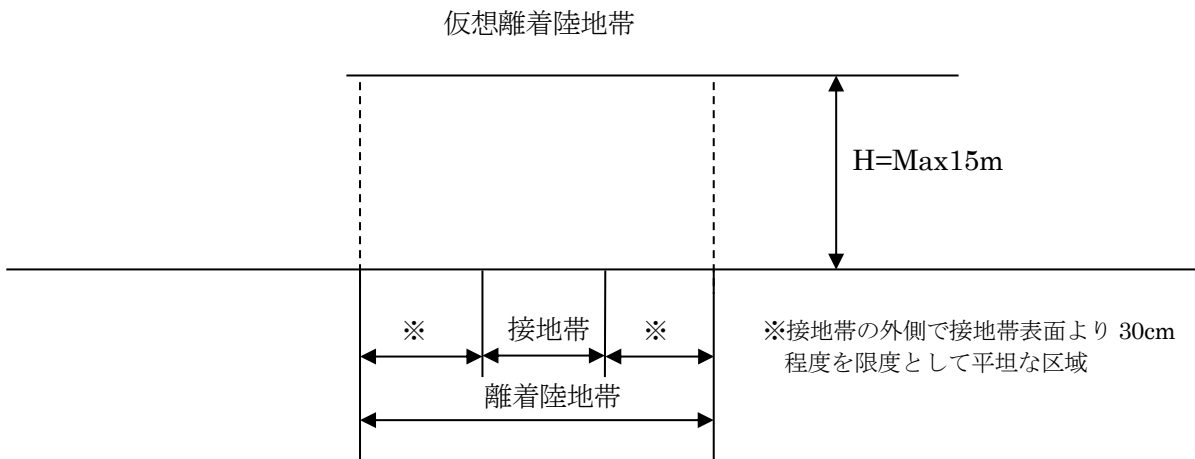 仮想離着陸地帯
H=Max15m
※
接地帯
※
※接地帯の外側で接地帯表面より 30cm
程度を限度として平坦な区域
離着陸地帯